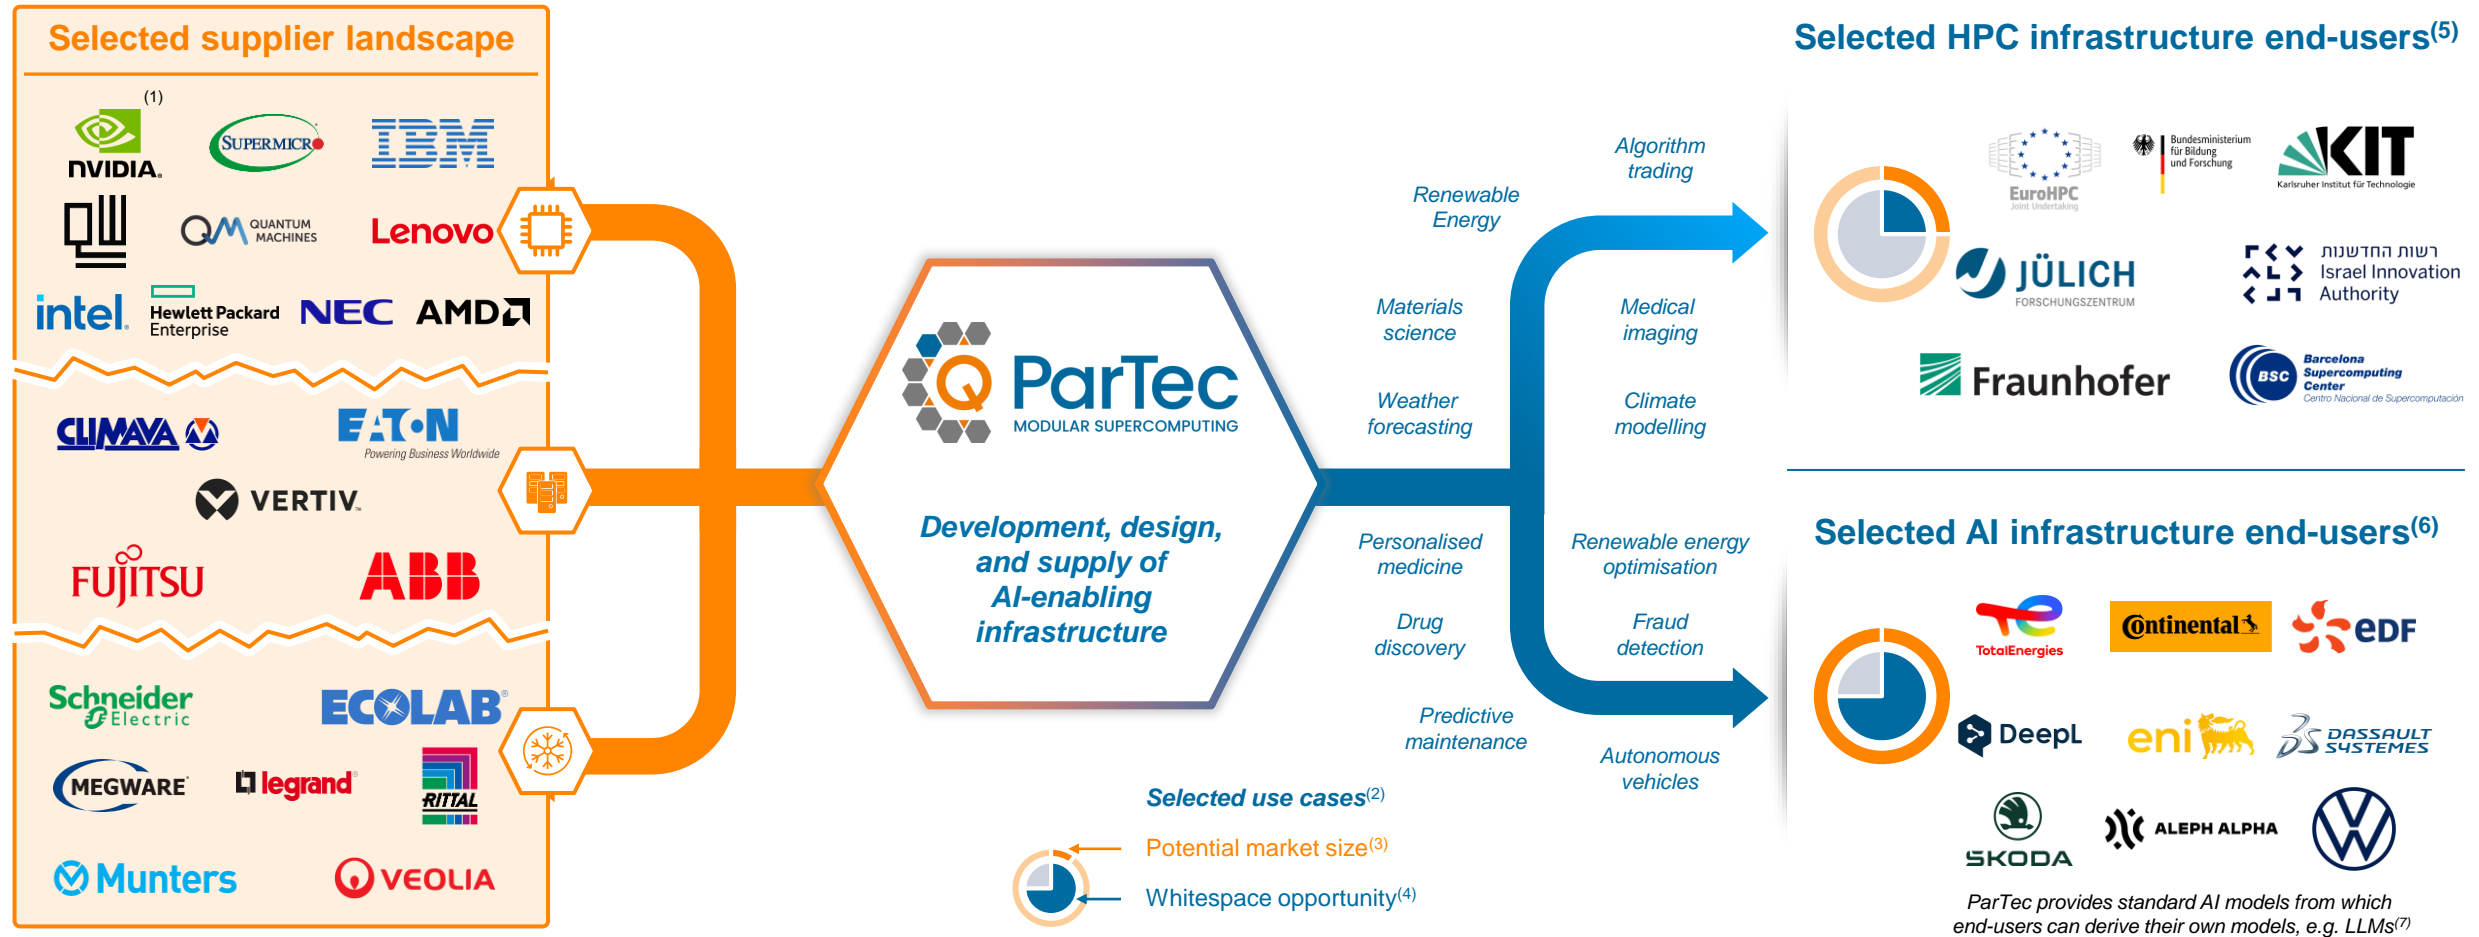 Selected supplier landscape
(1)
NVIDIA.
SUPERMICRO
IBM
QUANTUM
MACHINES
Lenovo
intel.
Hewlett Packard
Enterprise
NEC
AMD
CLIMAVA
EATON
Powering Business Worldwide
VERTIV™
FUJITSU
ABB
Schneider
Electric
ECOLAB®
MEGWARE
legrand®
RITTAL
Munters
VEOLIA
ParTec
MODULAR SUPERCOMPUTING
Development, design,
and supply of
AI-enabling
infrastructure
Algorithm
trading
Renewable
Energy
Materials
science
Medical
imaging
Weather
forecasting
Climate
modelling
Personalised
medicine
Renewable energy
optimisation
Drug
discovery
Fraud
detection
Predictive
maintenance
Autonomous
vehicles
Selected use cases(2)
Potential market size(3)
Whitespace opportunity(4)
Selected HPC infrastructure end-users(5)
EuroHPC
Joint Undertaking
Bundesministerium
für Bildung
und Forschung
KIT
Karlsruher Institut für Technologie
JÜLICH
FORSCHUNGSZENTRUM
רשות החדשנות
Israel Innovation
Authority
Fraunhofer
BSC
Barcelona
Supercomputing
Center
Centro Nacional de Supercomputación
Selected AI infrastructure end-users(6)
TotalEnergies
Continental
eDF
DeepL
eni
DASSAULT
SYSTEMES
SKODA
ALEPH ALPHA
ParTec provides standard AI models from which
end-users can derive their own models, e.g. LLMs(7)